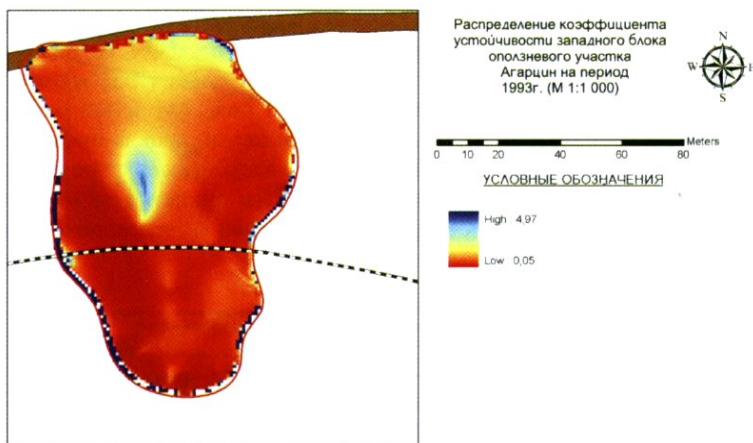 Распределение коэффициента
устойчивости западного блока
оползневого участка
Агарцин на период
1993г. (М 1:1 000)
N
W E
S
Meters
0 10 20 40 60 80
УСЛОВНЫЕ ОБОЗНАЧЕНИЯ
High 4,97
Low 0,05